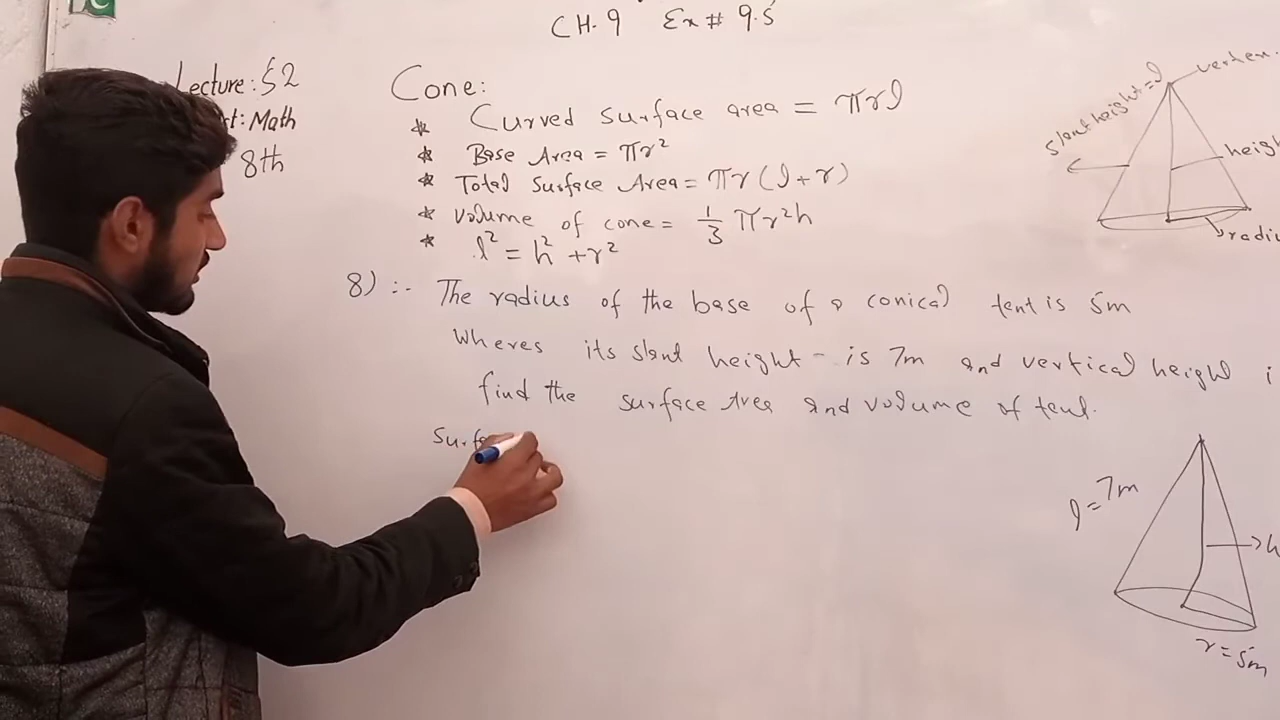 CH.9 Ex # 9.5
Lecture: 52
t: Math
8th
Cone:
* Curved surface area = πrl
* Base Area = πr²
* Total Surface Area = πr(l+r)
* volume of cone = 1/3 πr²h
* l² = h² + r²
slant height = l
vertex.
heigh
radiu
8) :- The radius of the base of a conical tent is 5m
wheres its slant height is 7m and vertical height i
find the surface Area and volume of tent.
Surf
l = 7m
h
r = 5m